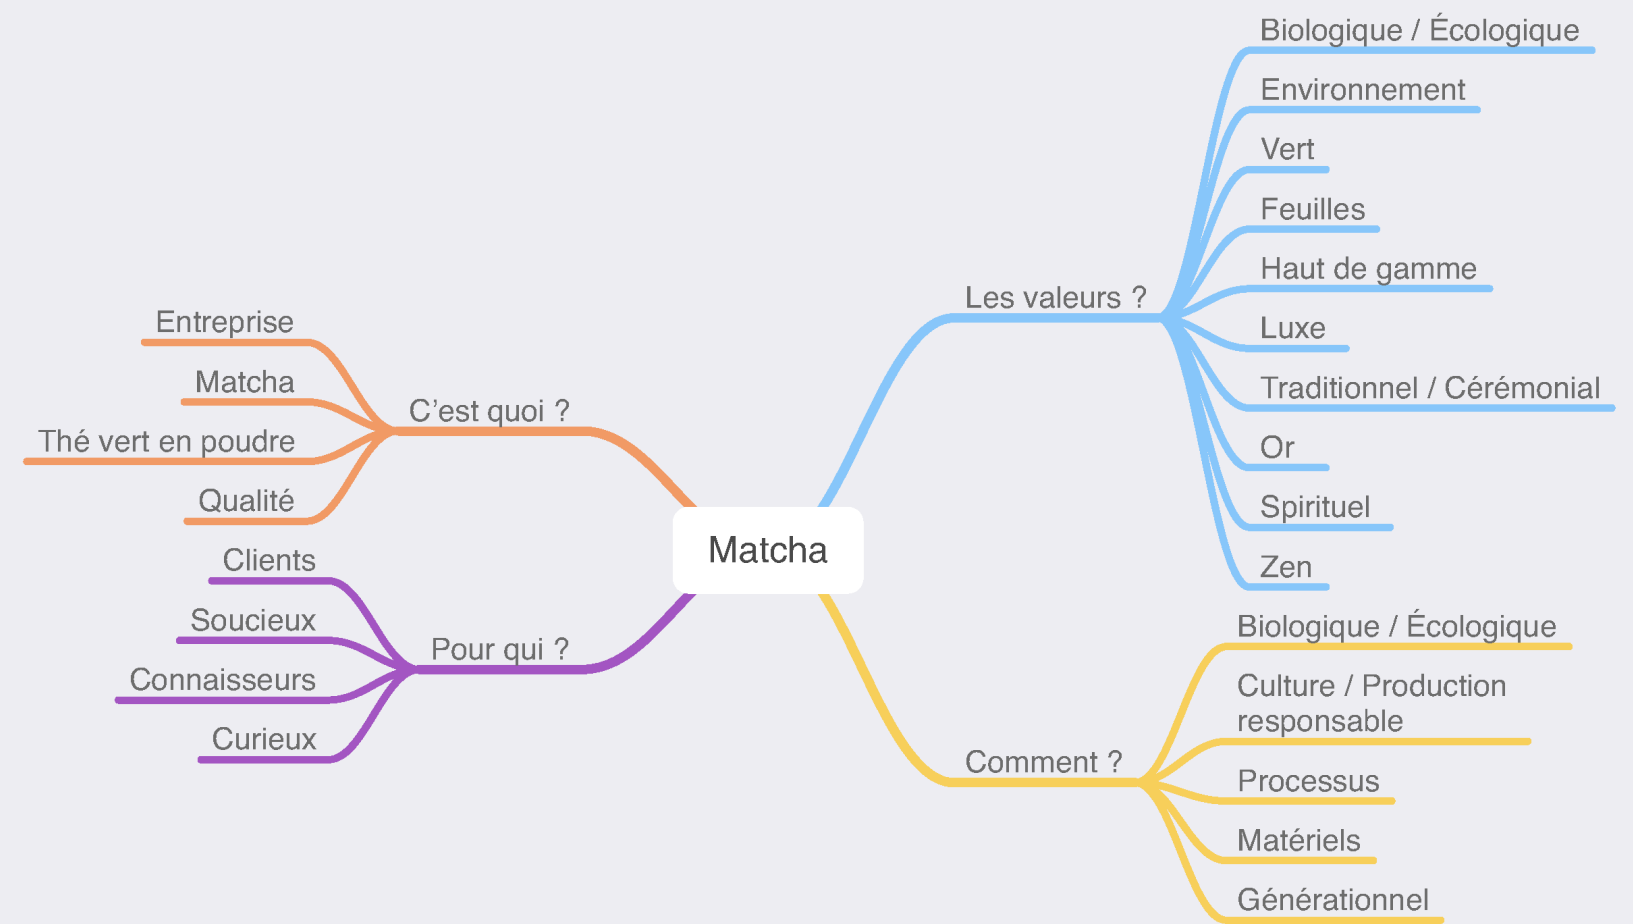 Matcha
C’est quoi ?
Entreprise
Matcha
Thé vert en poudre
Qualité
Pour qui ?
Clients
Soucieux
Connaisseurs
Curieux
Les valeurs ?
Biologique / Écologique
Environnement
Vert
Feuilles
Haut de gamme
Luxe
Traditionnel / Cérémonial
Or
Spirituel
Zen
Comment ?
Biologique / Écologique
Culture / Production
responsable
Processus
Matériels
Générationnel